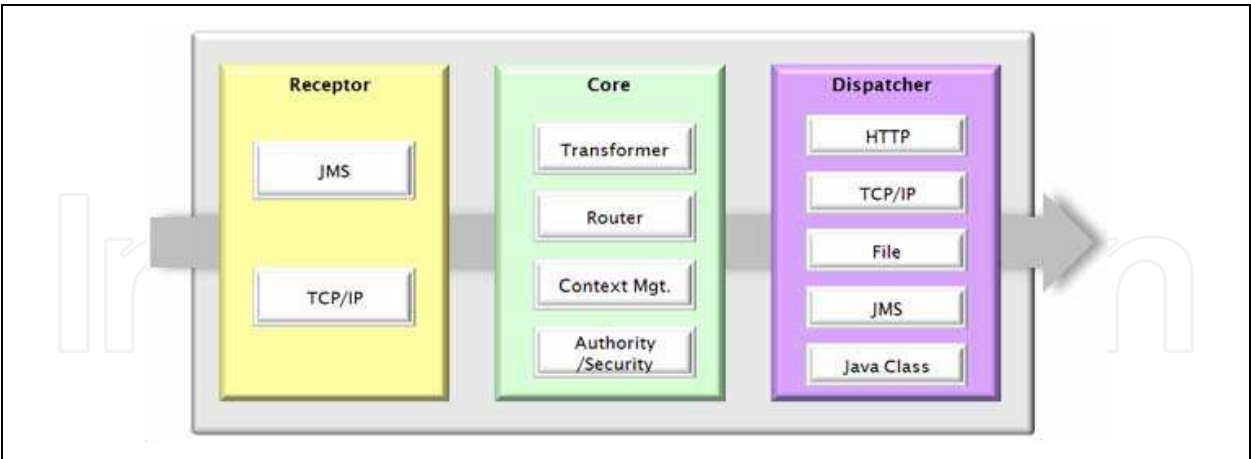 Receptor
JMS
TCP/IP
Core
Transformer
Router
Context Mgt.
Authority
/Security
Dispatcher
HTTP
TCP/IP
File
JMS
Java Class